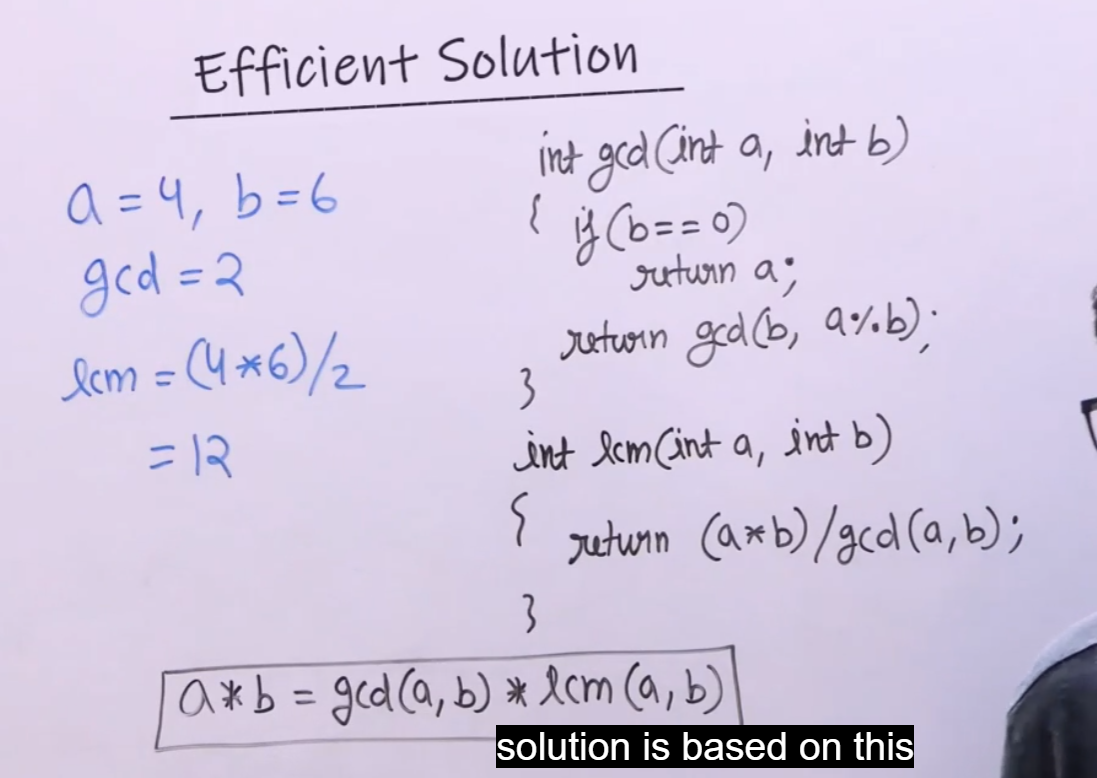 Efficient Solution
a = 4, b = 6
gcd = 2
lcm = (4*6)/2
= 12
int gcd(int a, int b)
{ if(b==0)
return a;
return gcd(b, a%b);
}
int lcm(int a, int b)
{ return (a*b)/gcd(a,b);
}
a*b = gcd(a,b) * lcm(a,b)
solution is based on this